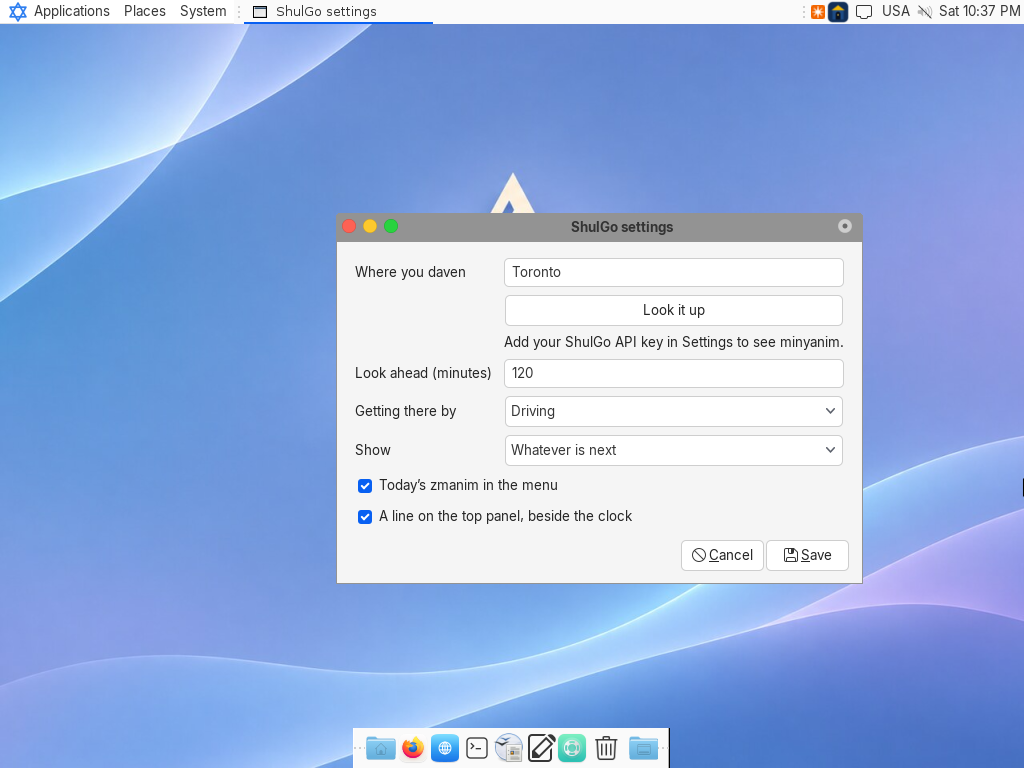 Applications Places System ShulGo settings USA Sat 10:37 PM
ShulGo settings
Where you daven Toronto
Look it up
Add your ShulGo API key in Settings to see minyanim.
Look ahead (minutes) 120
Getting there by Driving
Show Whatever is next
Today's zmanim in the menu
A line on the top panel, beside the clock
Cancel Save